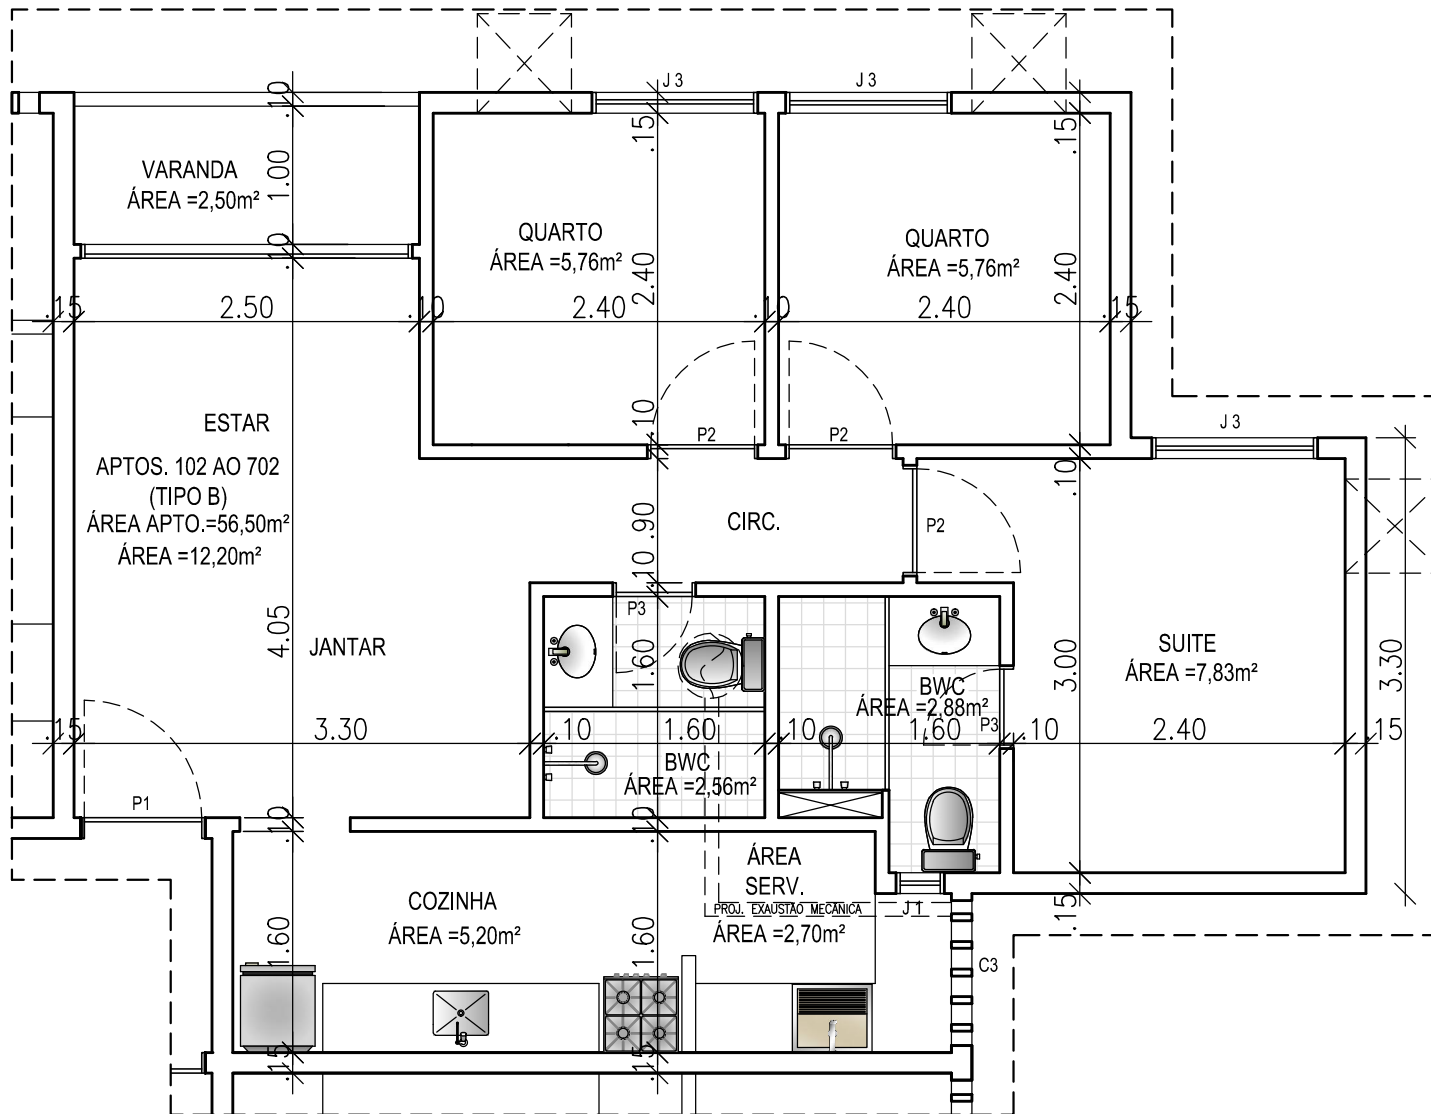 J 3
J 3
.10
.15
.15
VARANDA
ÁREA =2,50m²
1.00
QUARTO
ÁREA =5,76m²
QUARTO
ÁREA =5,76m²
.10
2.40
2.40
.15
2.50
.10
2.40
.10
2.40
.15
ESTAR
APTOS. 102 AO 702
(TIPO B)
ÁREA APTO.=56,50m²
ÁREA =12,20m²
.10
P2
P2
J 3
.10
.90
CIRC.
P2
.10
P3
4.05
JANTAR
1.60
3.00
SUITE
ÁREA =7,83m²
3.30
BWC
ÁREA =2,88m²
P3
.15
3.30
.10
1.60
.10
1.60
.10
2.40
.15
BWC
ÁREA =2,56m²
P1
.10
.10
ÁREA
SERV.
PROJ. EXAUSTÃO MECÂNICA
ÁREA =2,70m²
J 1
.15
COZINHA
ÁREA =5,20m²
1.60
1.60
C3
.15
.15